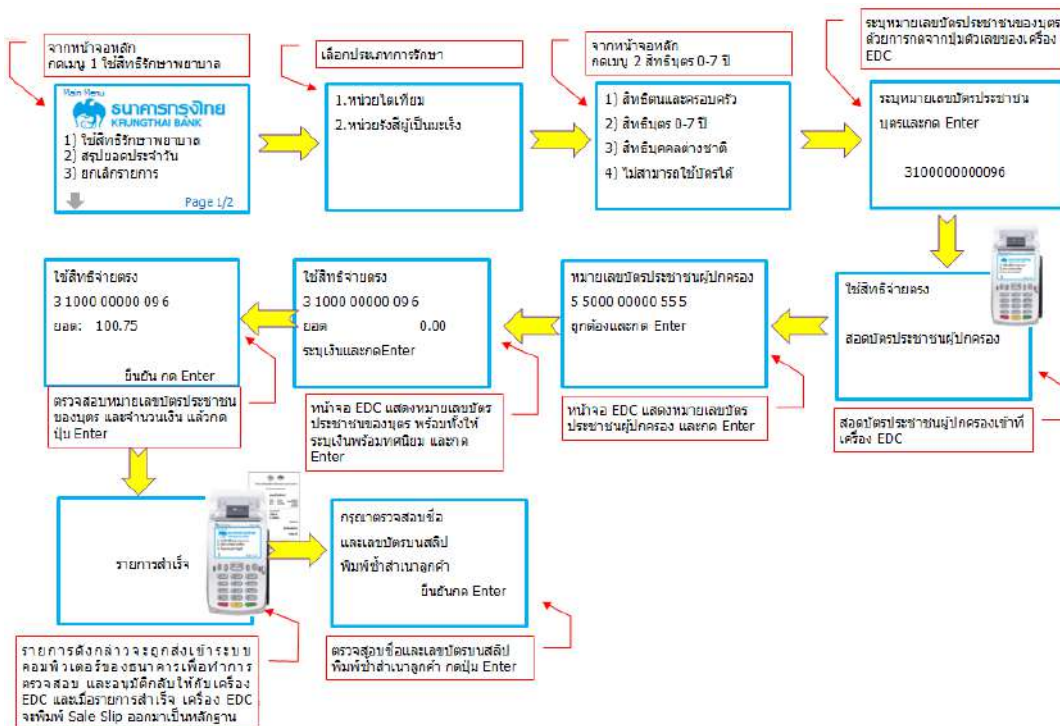 จากหน้าจอหลัก
กดเมนู 1 ใช้สิทธิรักษาพยาบาล
Main Menu
ธนาคารกรุงไทย
KRUNGTHAI BANK
1) ใช้สิทธิรักษาพยาบาล
2) สรุปยอดประจำวัน
3) ยกเลิกรายการ
Page 1/2
เลือกประเภทการรักษา
1.หน่วยไตเทียม
2.หน่วยรังสีผู้เป็นมะเร็ง
จากหน้าจอหลัก
กดเมนู 2 สิทธิบุตร 0-7 ปี
1) สิทธิตนและครอบครัว
2) สิทธิบุตร 0-7 ปี
3) สิทธิบุคคลต่างชาติ
4) ไม่สามารถใช้บัตรได้
ระบุหมายเลขบัตรประชาชนของบุตร
ด้วยการกดจากปุ่มตัวเลขของเครื่อง
EDC
ระบุหมายเลขบัตรประชาชน
บุตรและกด Enter
3100000000096
ใช้สิทธิจ่ายตรง
สอดบัตรประชาชนผู้ปกครอง
สอดบัตรประชาชนผู้ปกครองเข้าที่
เครื่อง EDC
หมายเลขบัตรประชาชนผู้ปกครอง
5 5000 00000 555
ถูกต้องและกด Enter
หน้าจอ EDC แสดงหมายเลขบัตร
ประชาชนผู้ปกครอง และกด Enter
ใช้สิทธิจ่ายตรง
3 1000 00000 09 6
ยอด 0.00
ระบุเงินและกดEnter
หน้าจอ EDC แสดงหมายเลขบัตร
ประชาชนของบุตร พร้อมทั้งให้
ระบุเงินพร้อมทศนิยม และกด
Enter
ใช้สิทธิจ่ายตรง
3 1000 00000 09 6
ยอด: 100.75
ยืนยัน กด Enter
ตรวจสอบหมายเลขบัตรประชาชน
ของบุตร และจำนวนเงิน แล้วกด
ปุ่ม Enter
รายการสำเร็จ
รายการดังกล่าวจะถูกส่งเข้าระบบ
คอมพิวเตอร์ของธนาคารเพื่อทำการ
ตรวจสอบ และอนุมัติกลับให้กับเครื่อง
EDC และเมื่อรายการสำเร็จ เครื่อง EDC
จะพิมพ์ Sale Slip ออกมาเป็นหลักฐาน
กรุณาตรวจสอบชื่อ
และเลขบัตรบนสลิป
พิมพ์ซ้ำสำเนาลูกค้า
ยืนยันกด Enter
ตรวจสอบชื่อและเลขบัตรบนสลิป
พิมพ์ซ้ำสำเนาลูกค้า กดปุ่ม Enter